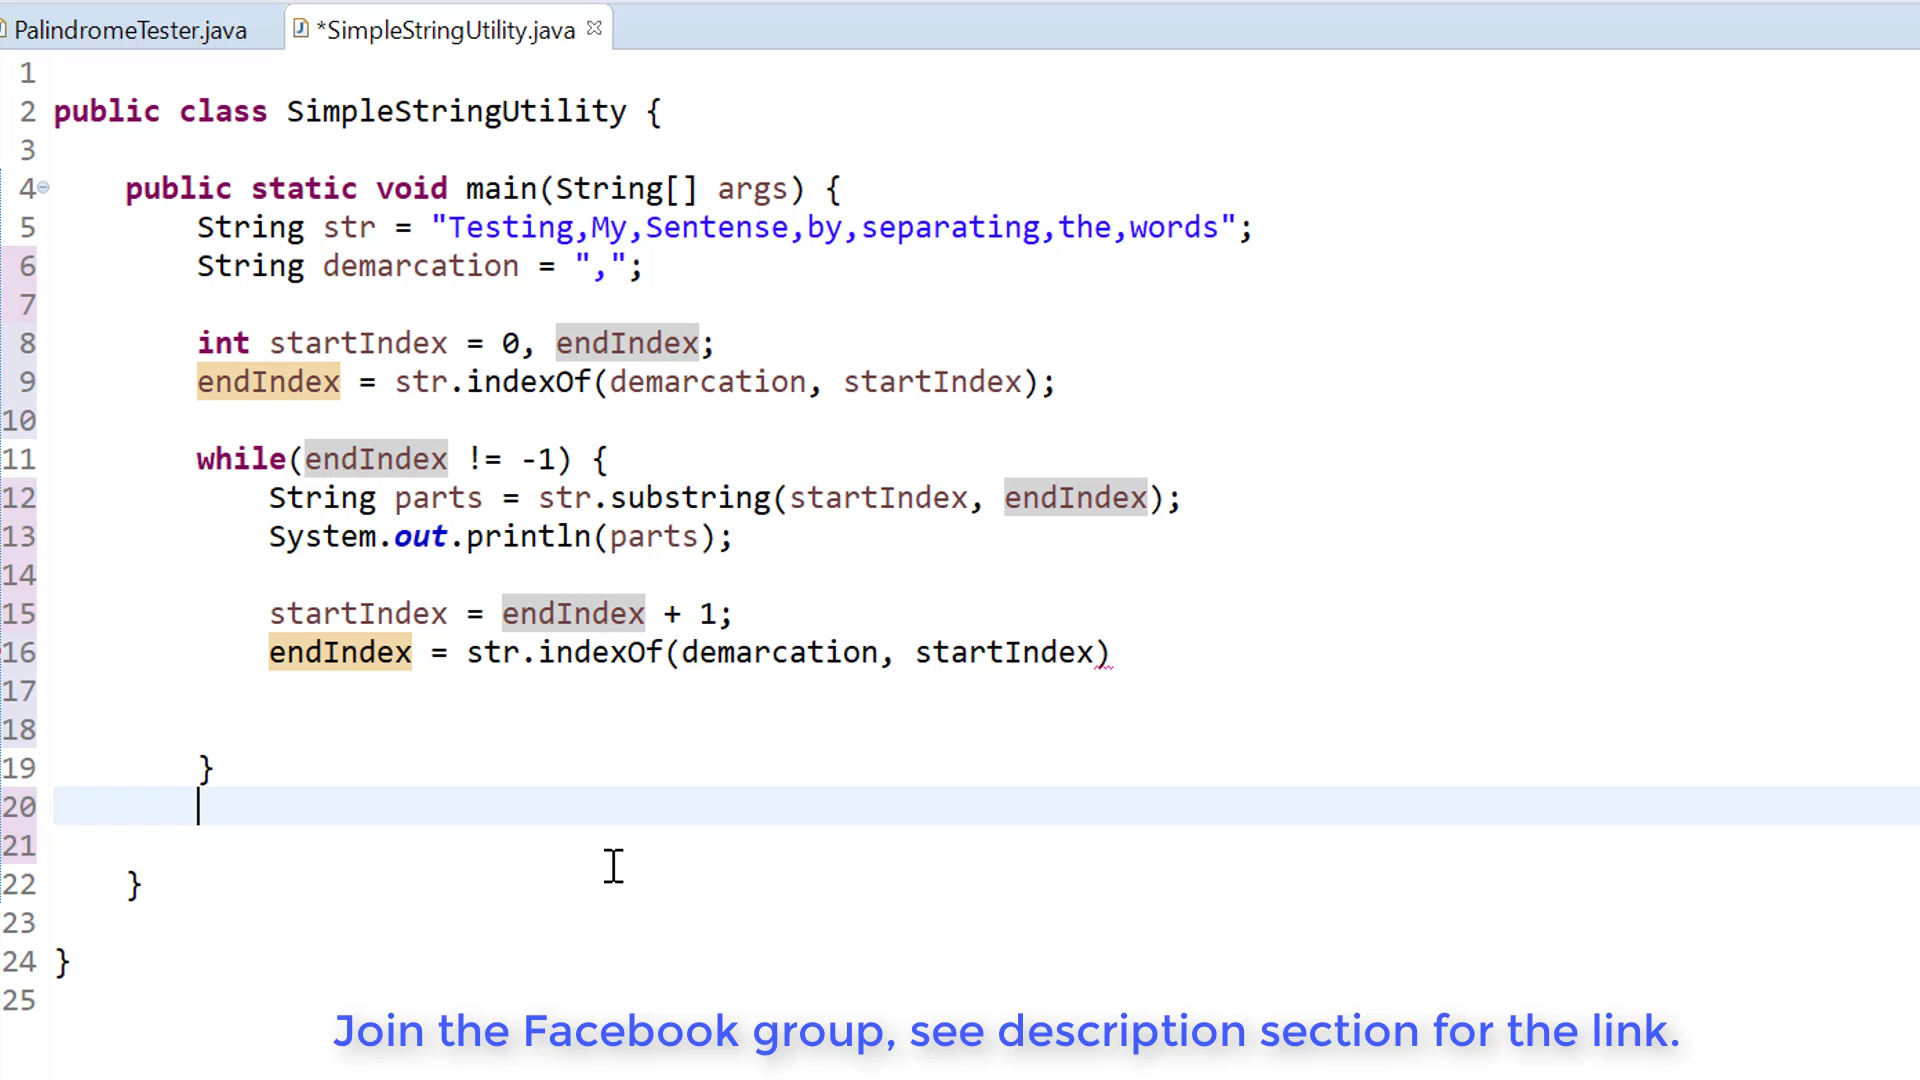 PalindromeTester.java *SimpleStringUtility.java
1
2 public class SimpleStringUtility {
3
4 public static void main(String[] args) {
5 String str = "Testing,My,Sentense,by,separating,the,words";
6 String demarcation = ",";
7
8 int startIndex = 0, endIndex;
9 endIndex = str.indexOf(demarcation, startIndex);
10
11 while(endIndex != -1) {
12 String parts = str.substring(startIndex, endIndex);
13 System.out.println(parts);
14
15 startIndex = endIndex + 1;
16 endIndex = str.indexOf(demarcation, startIndex)
17
18
19 }
20
21
22 }
23
24 }
25
Join the Facebook group, see description section for the link.